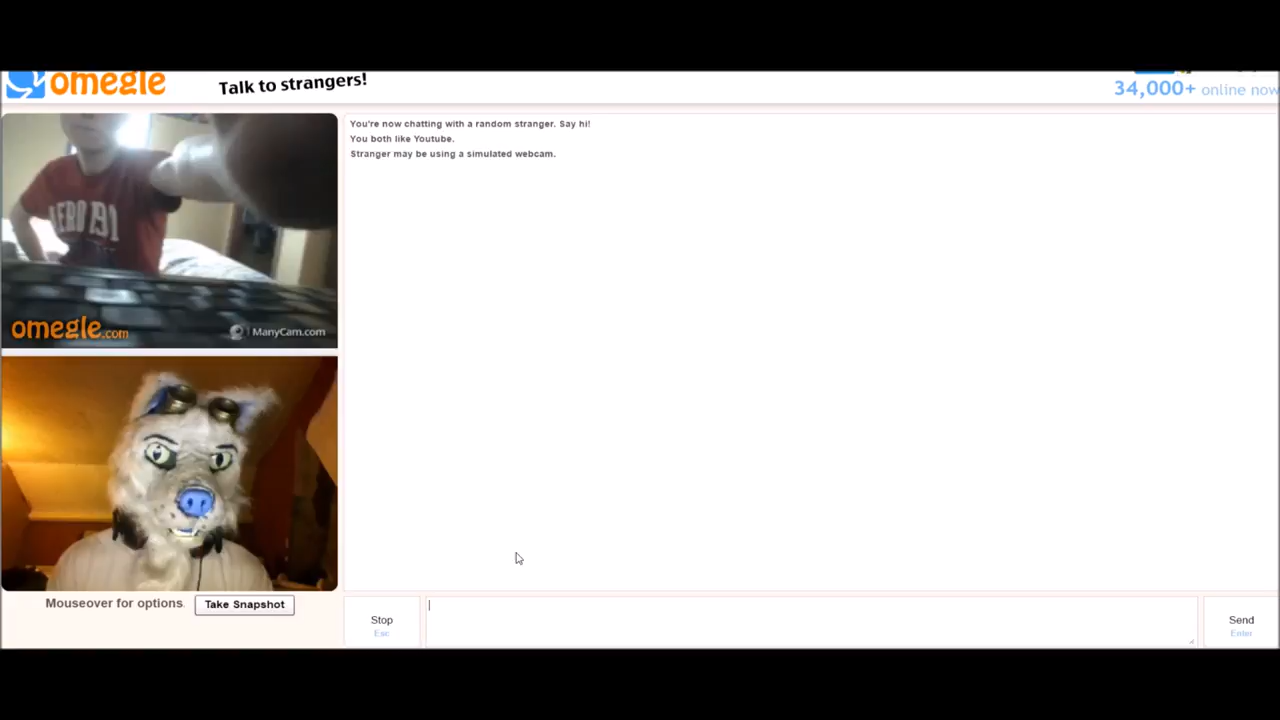 omegle
Talk to strangers!
34,000+ online now
You're now chatting with a random stranger. Say hi!
You both like Youtube.
Stranger may be using a simulated webcam.
AERO 1991
omegle.com
ManyCam.com
Mouseover for options.
Take Snapshot
Stop
Esc
Send
Enter